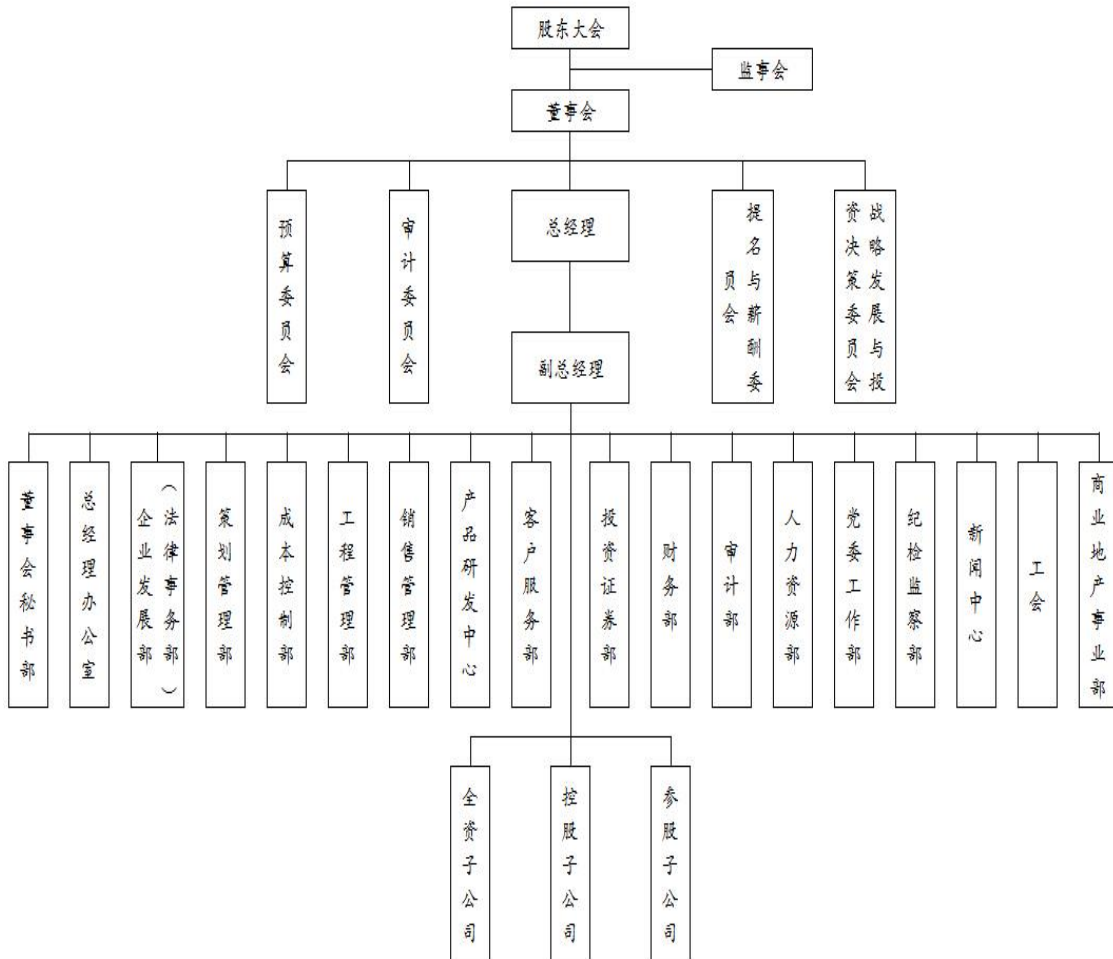 股东大会
监事会
董事会
预算委员会
审计委员会
总经理
提名与薪酬委
员会
战略发展与投
资决策委员会
副总经理
董事会秘书部
总经理办公室
企业发展部
（法律事务部）
策划管理部
成本控制部
工程管理部
销售管理部
产品研发中心
客户服务部
投资证券部
财务部
审计部
人力资源部
党委工作部
纪检监察部
新闻中心
工会
商业地产事业部
全资子公司
控股子公司
参股子公司